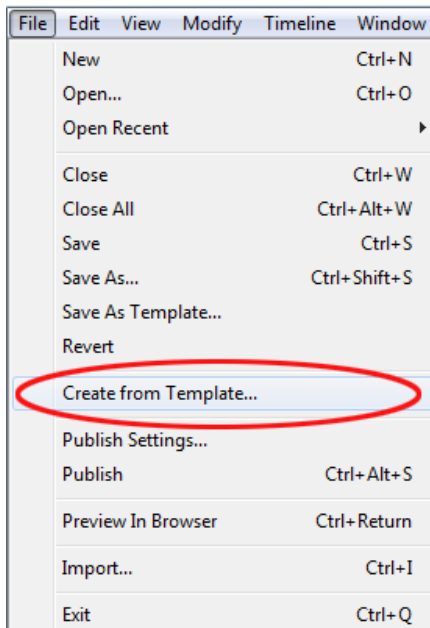 File Edit View Modify Timeline Window
New Ctrl+N
Open... Ctrl+O
Open Recent
Close Ctrl+W
Close All Ctrl+Alt+W
Save Ctrl+S
Save As... Ctrl+Shift+S
Save As Template...
Revert
Create from Template...
Publish Settings...
Publish Ctrl+Alt+S
Preview In Browser Ctrl+Return
Import... Ctrl+I
Exit Ctrl+Q